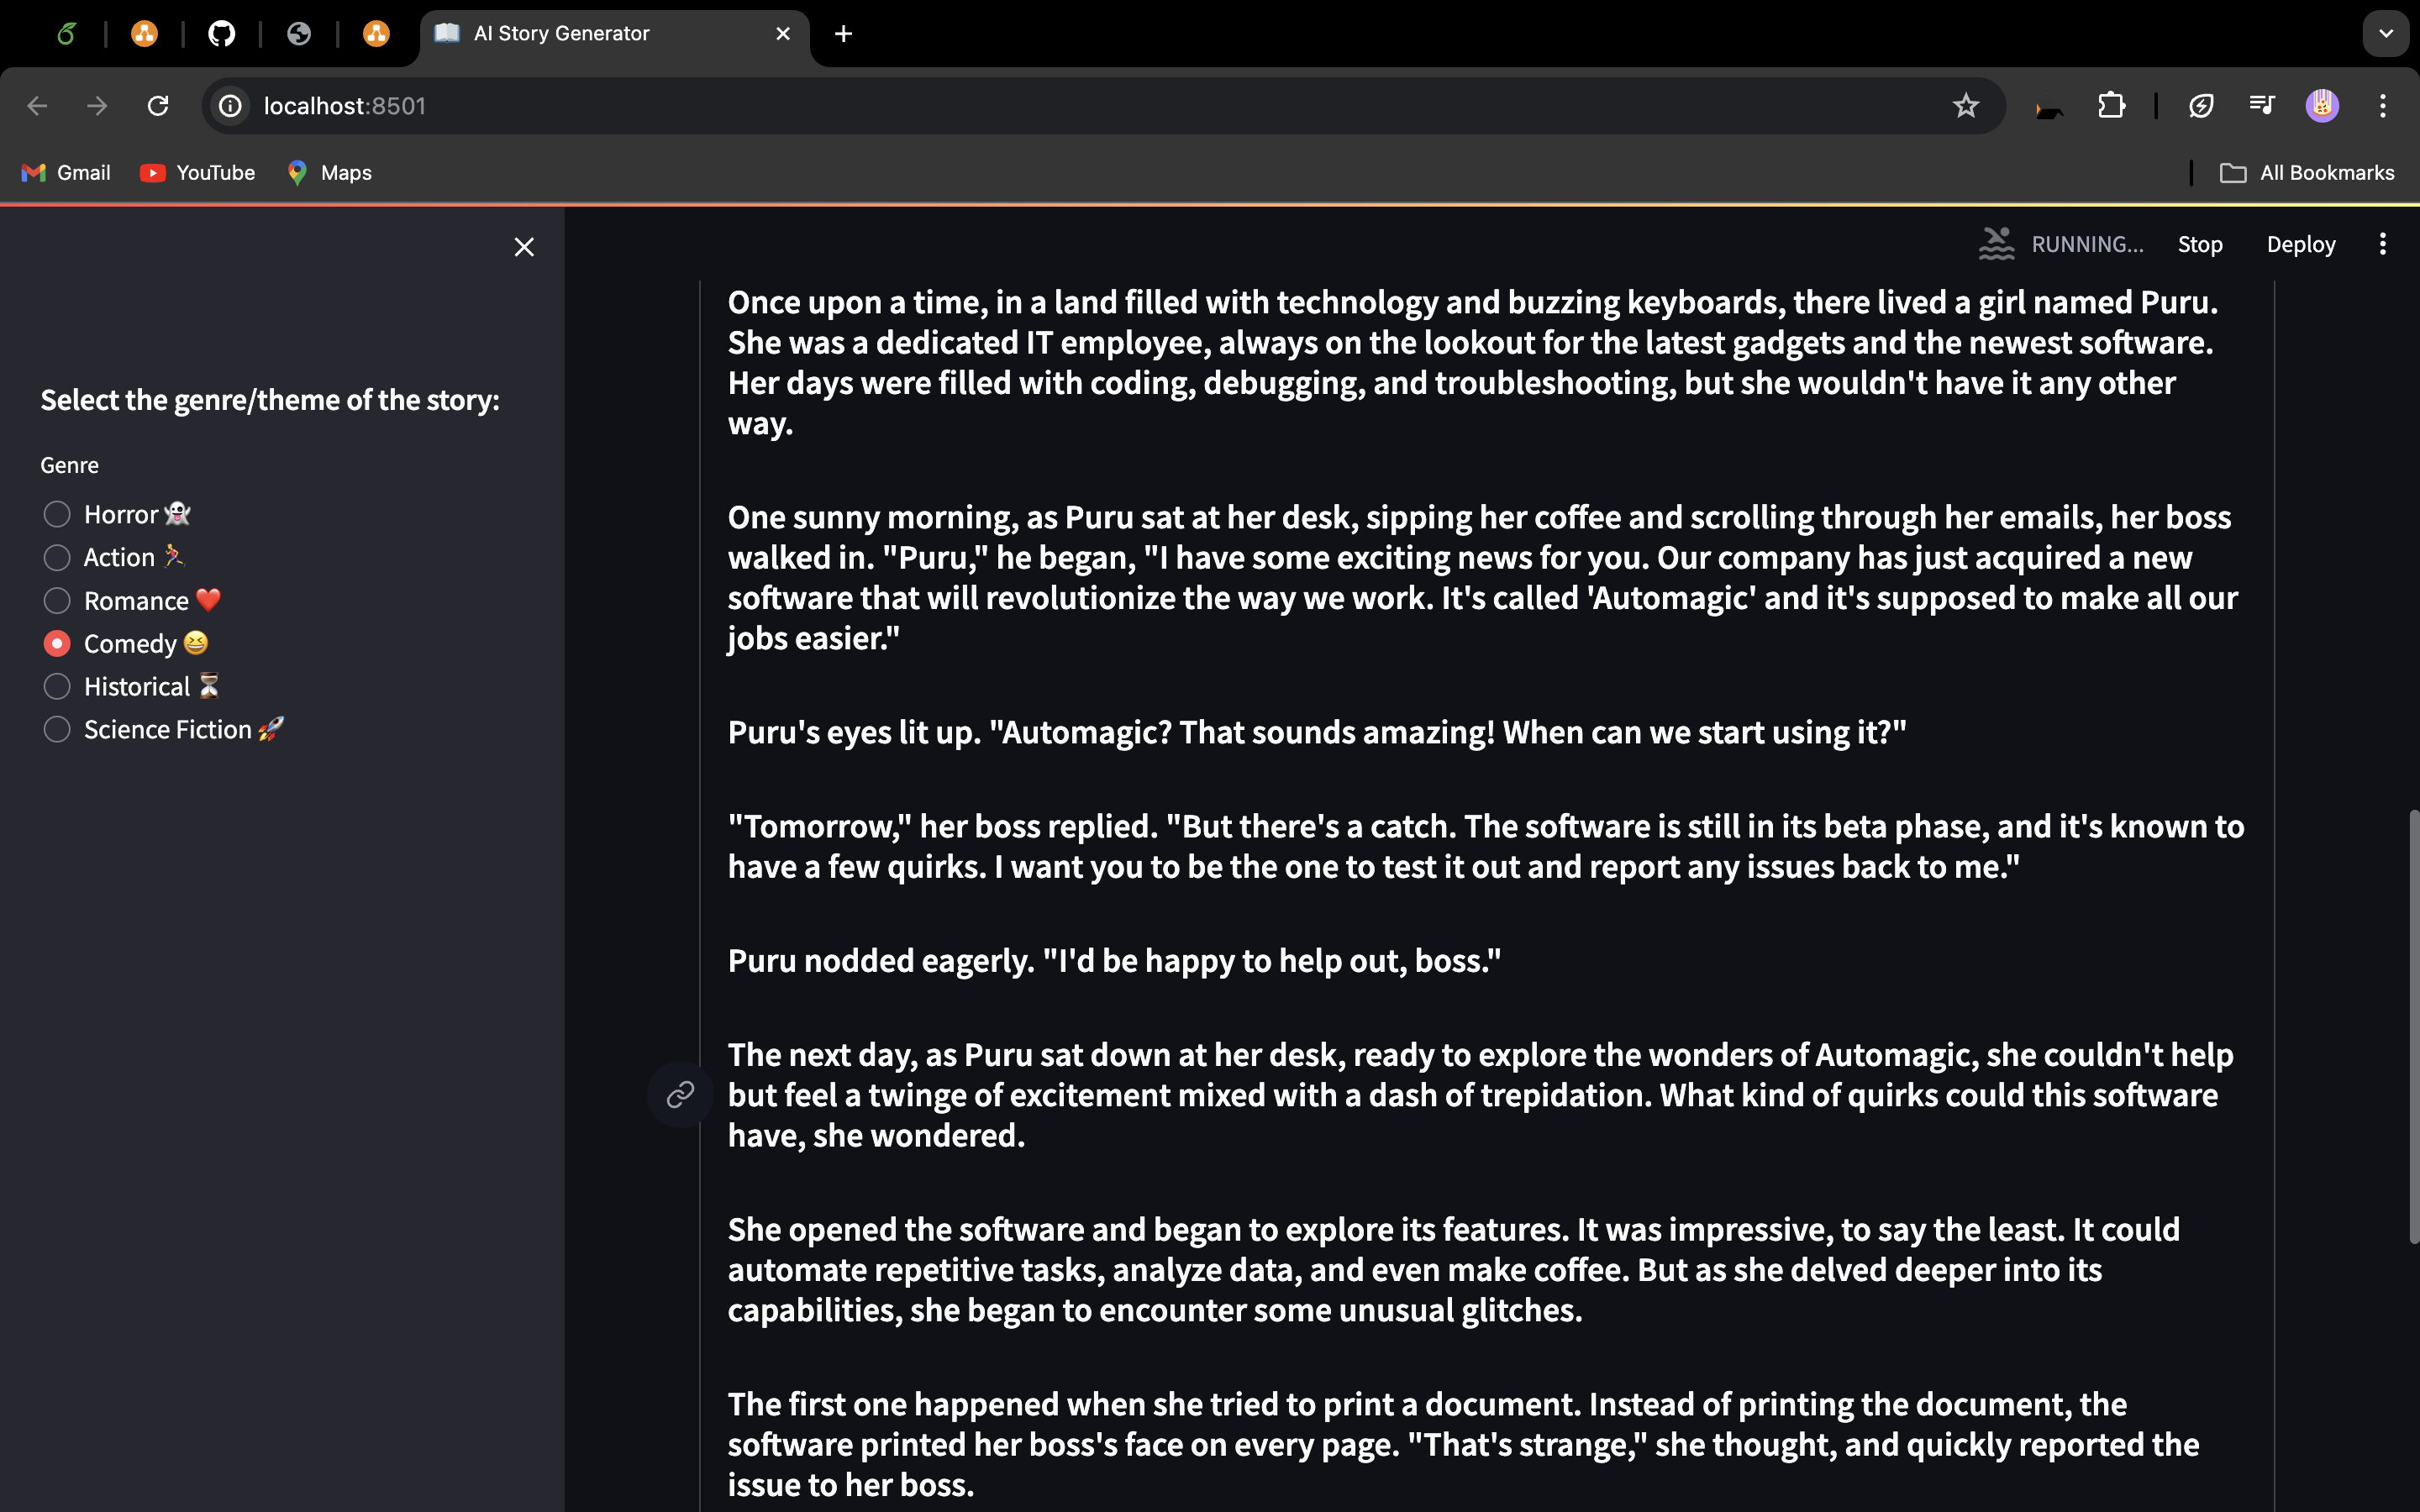 AI Story Generator
localhost:8501
Gmail
YouTube
Maps
All Bookmarks
RUNNING...
Stop
Deploy
Select the genre/theme of the story:
Genre
Horror 👻
Action 🏃‍♀️
Romance ❤️
Comedy 😆
Historical ⏳
Science Fiction 🚀
Once upon a time, in a land filled with technology and buzzing keyboards, there lived a girl named Puru.
She was a dedicated IT employee, always on the lookout for the latest gadgets and the newest software.
Her days were filled with coding, debugging, and troubleshooting, but she wouldn't have it any other
way.
One sunny morning, as Puru sat at her desk, sipping her coffee and scrolling through her emails, her boss
walked in. "Puru," he began, "I have some exciting news for you. Our company has just acquired a new
software that will revolutionize the way we work. It's called 'Automagic' and it's supposed to make all our
jobs easier."
Puru's eyes lit up. "Automagic? That sounds amazing! When can we start using it?"
"Tomorrow," her boss replied. "But there's a catch. The software is still in its beta phase, and it's known to
have a few quirks. I want you to be the one to test it out and report any issues back to me."
Puru nodded eagerly. "I'd be happy to help out, boss."
The next day, as Puru sat down at her desk, ready to explore the wonders of Automagic, she couldn't help
but feel a twinge of excitement mixed with a dash of trepidation. What kind of quirks could this software
have, she wondered.
She opened the software and began to explore its features. It was impressive, to say the least. It could
automate repetitive tasks, analyze data, and even make coffee. But as she delved deeper into its
capabilities, she began to encounter some unusual glitches.
The first one happened when she tried to print a document. Instead of printing the document, the
software printed her boss's face on every page. "That's strange," she thought, and quickly reported the
issue to her boss.